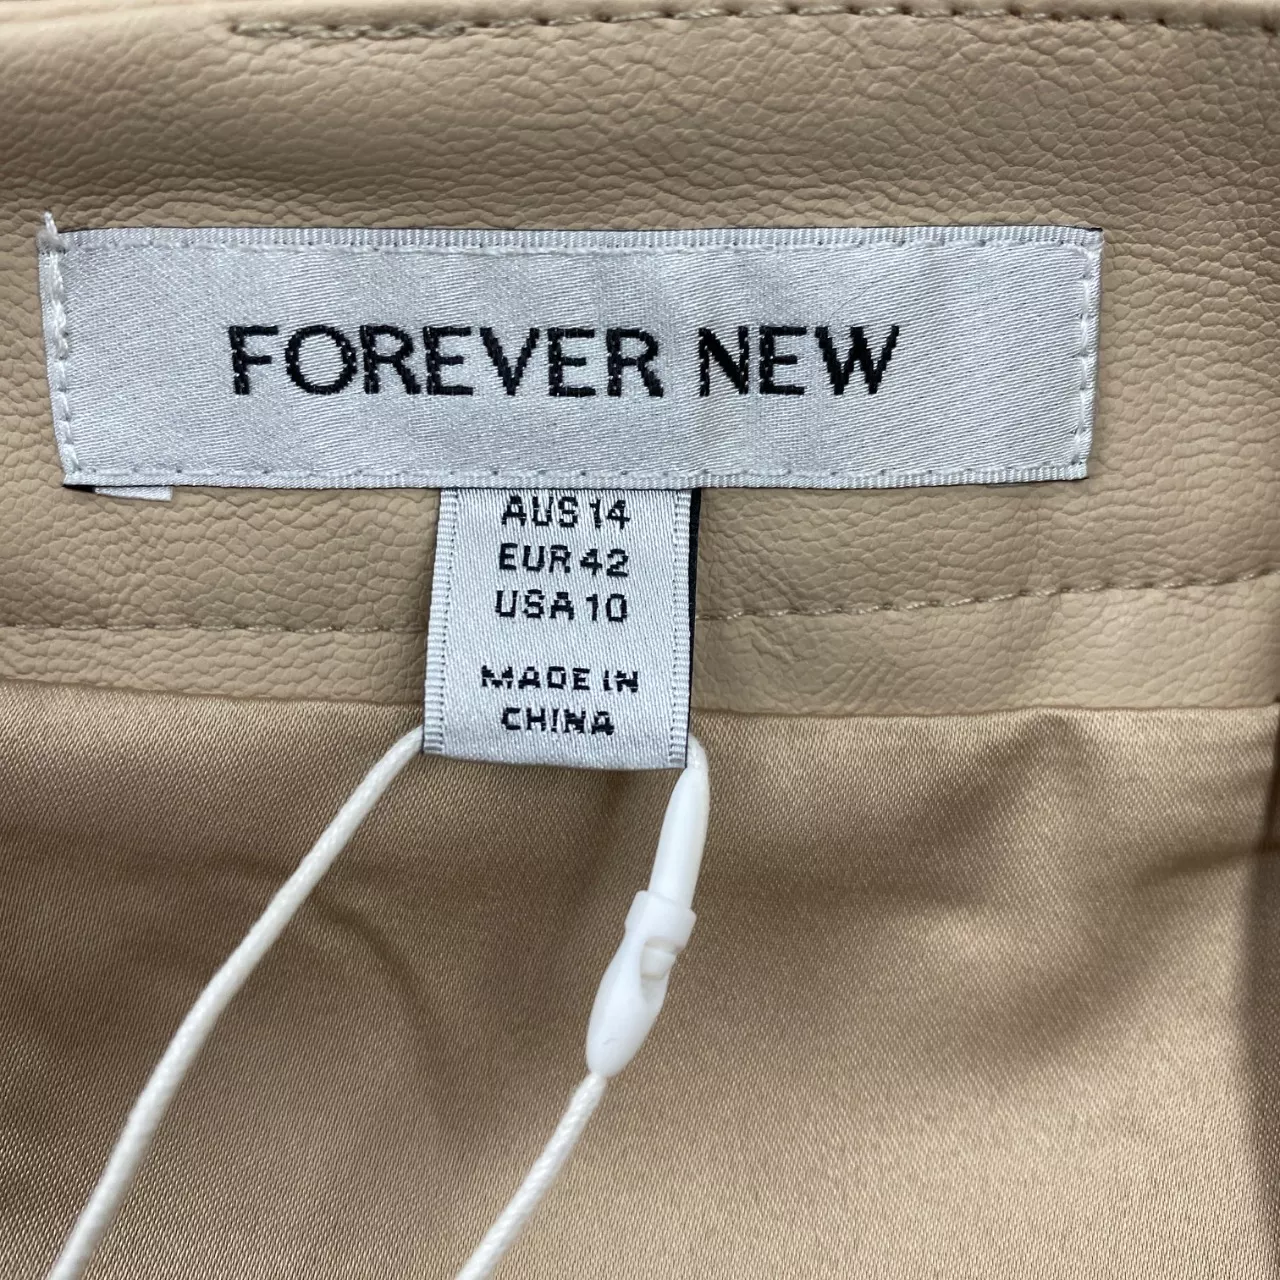 FOREVER NEW
AUS 14
EUR 42
USA 10
MADE IN
CHINA